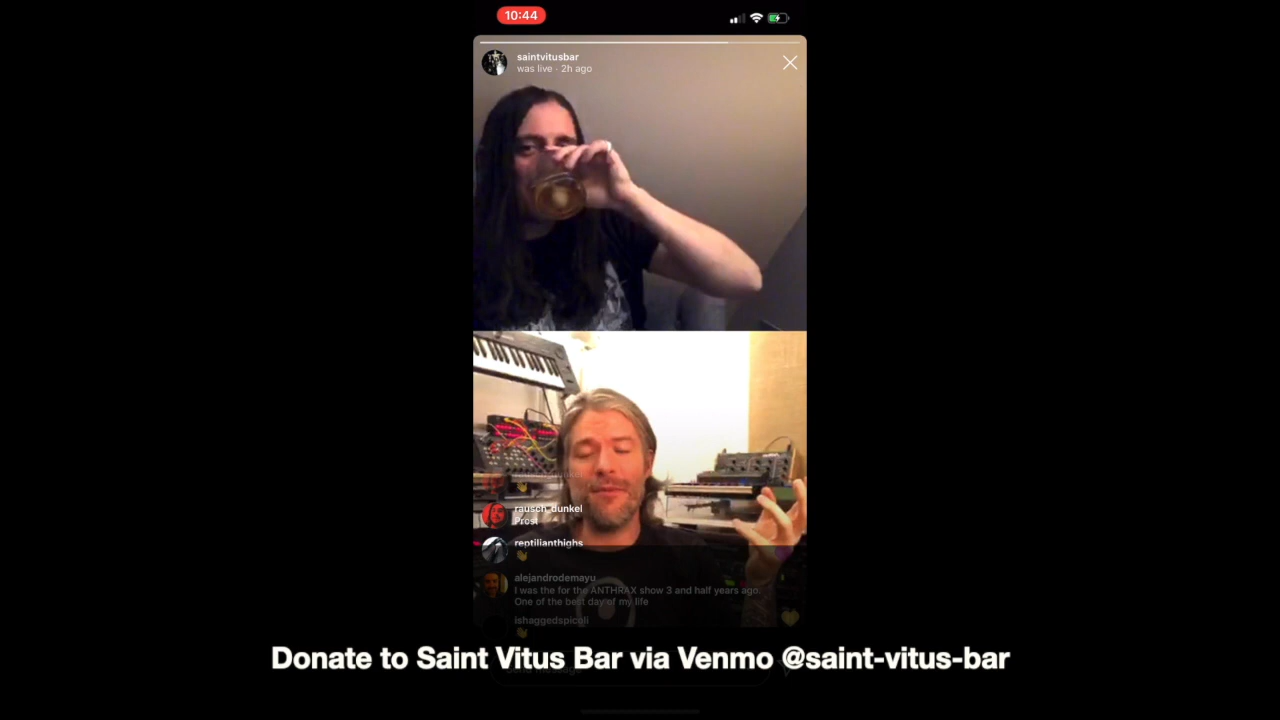 10:44
saintvitusbar
was live · 2h ago
rausch_dunkel
Prost
reptilianthighs
alejandrodemayu
I was the for the ANTHRAX show 3 and half years ago.
One of the best day of my life
ishaggedspicoli
Donate to Saint Vitus Bar via Venmo @saint-vitus-bar